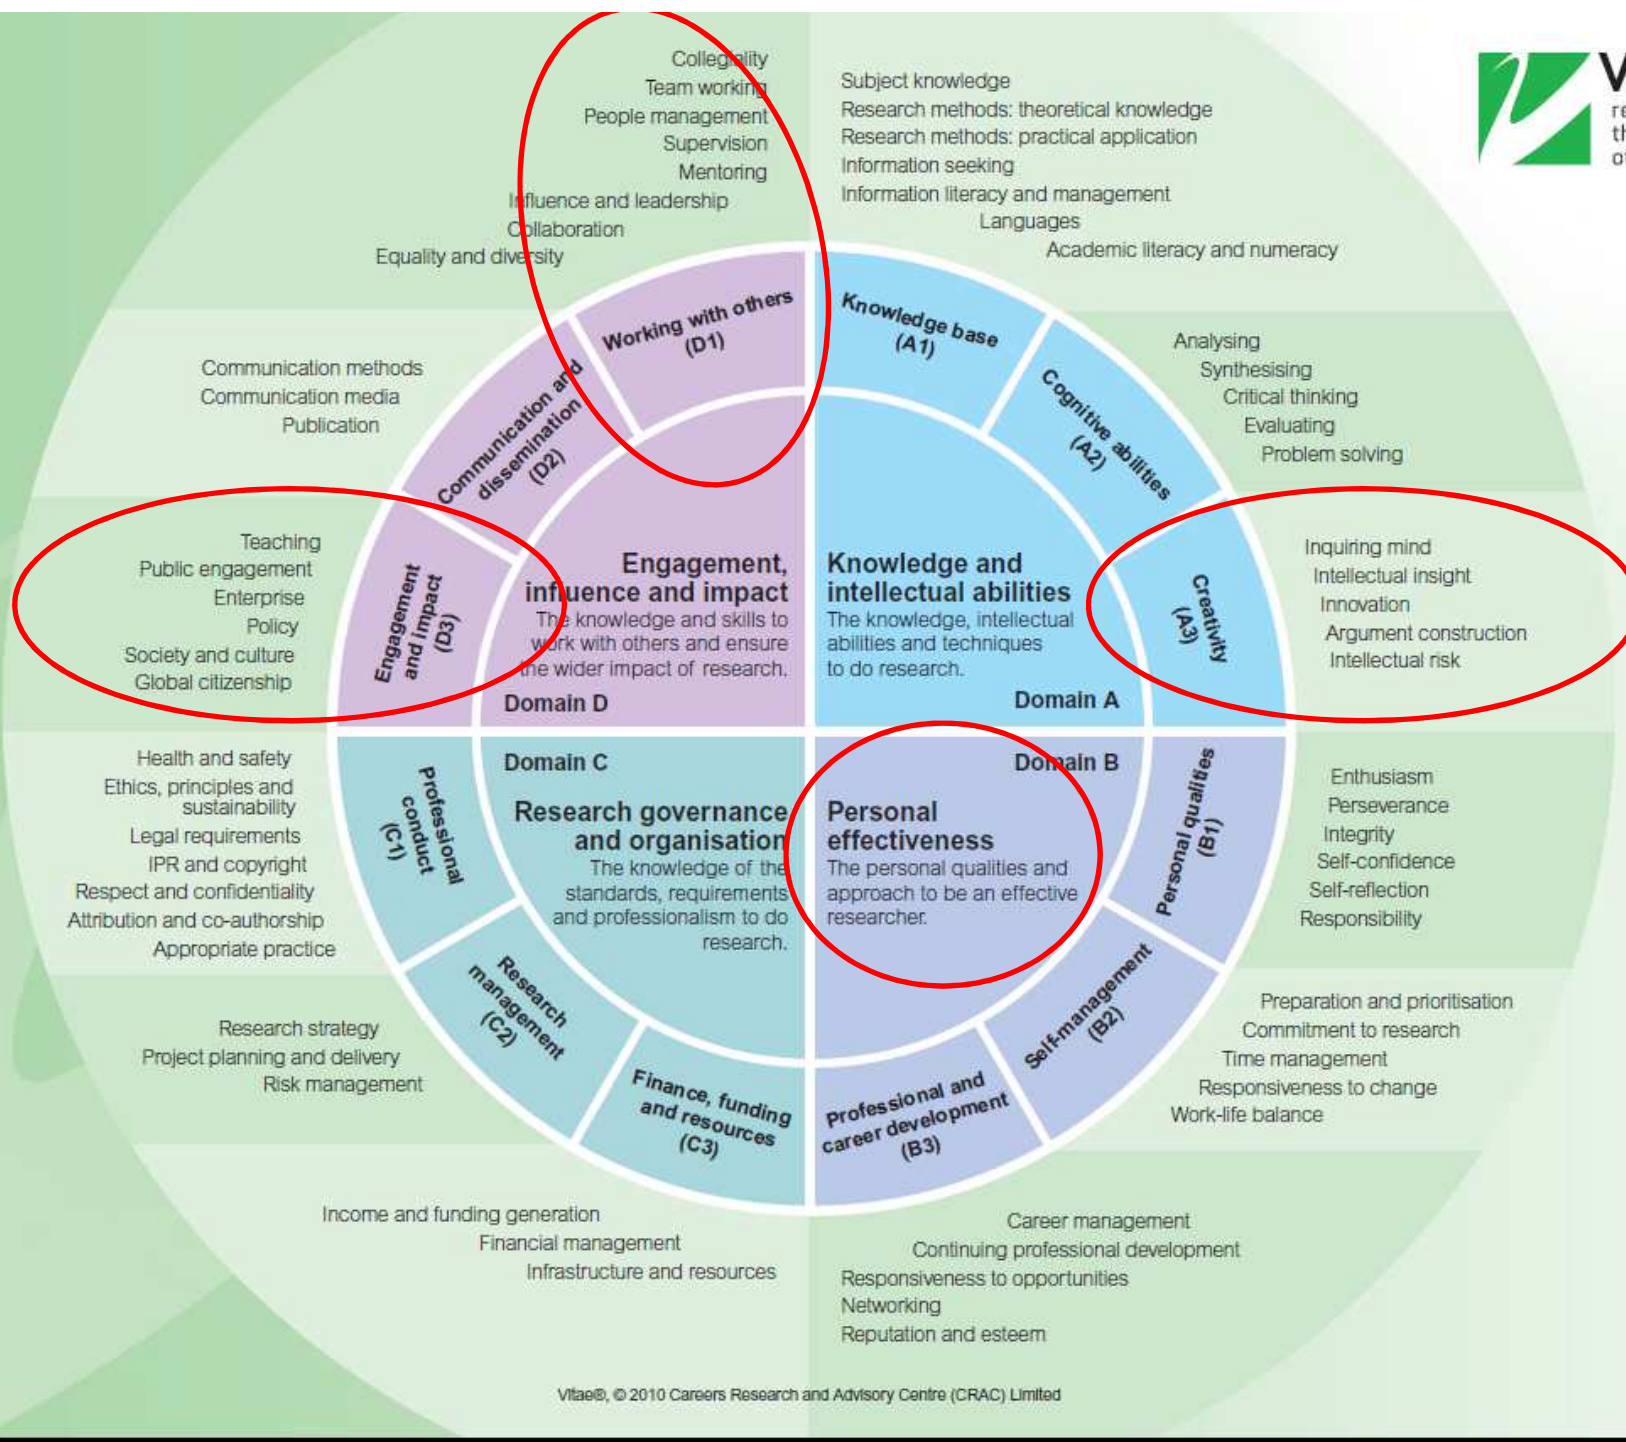 Collegiality
Team working
People management
Supervision
Mentoring
Influence and leadership
Collaboration
Equality and diversity
Subject knowledge
Research methods: theoretical knowledge
Research methods: practical application
Information seeking
Information literacy and management
Languages
Academic literacy and numeracy
Working with others
(D1)
Knowledge base
(A1)
Communication methods
Communication media
Publication
Communication and
dissemination
(D2)
Cognitive abilities
(A2)
Analysing
Synthesising
Critical thinking
Evaluating
Problem solving
Teaching
Public engagement
Enterprise
Policy
Society and culture
Global citizenship
Engagement
and impact
(D3)
Engagement,
influence and impact
The knowledge and skills to
work with others and ensure
the wider impact of research.
Domain D
Knowledge and
intellectual abilities
The knowledge, intellectual
abilities and techniques
to do research.
Domain A
Creativity
(A3)
Inquiring mind
Intellectual insight
Innovation
Argument construction
Intellectual risk
Health and safety
Ethics, principles and
sustainability
Legal requirements
IPR and copyright
Respect and confidentiality
Attribution and co-authorship
Appropriate practice
Professional
conduct
(C1)
Domain C
Research governance
and organisation
The knowledge of the
standards, requirements
and professionalism to do
research.
Domain B
Personal
effectiveness
The personal qualities and
approach to be an effective
researcher.
Personal qualities
(B1)
Enthusiasm
Perseverance
Integrity
Self-confidence
Self-reflection
Responsibility
Research strategy
Project planning and delivery
Risk management
Research
management
(C2)
Self-management
(B2)
Preparation and prioritisation
Commitment to research
Time management
Responsiveness to change
Work-life balance
Finance, funding
and resources
(C3)
Professional and
career development
(B3)
Income and funding generation
Financial management
Infrastructure and resources
Career management
Continuing professional development
Responsiveness to opportunities
Networking
Reputation and esteem
Vitae®, © 2010 Careers Research and Advisory Centre (CRAC) Limited